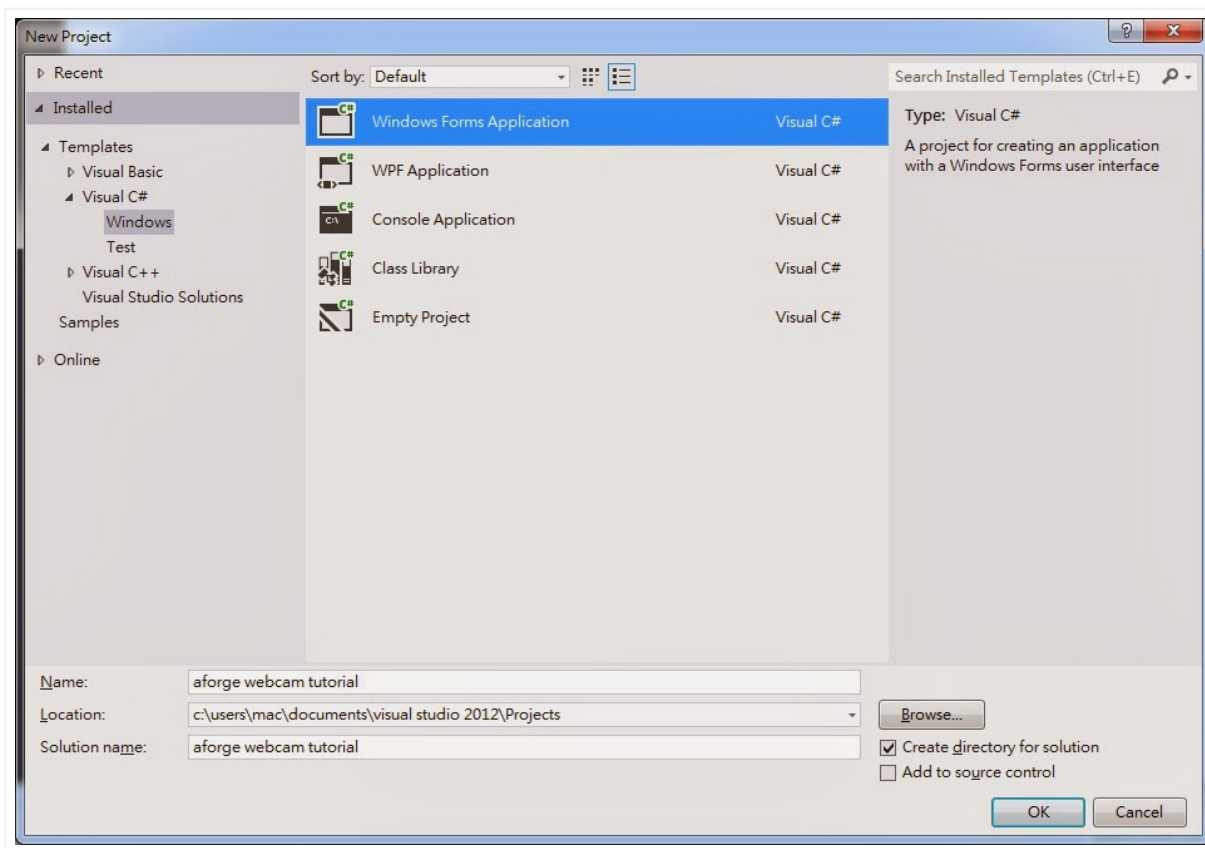 New Project
Recent
Installed
Templates
Visual Basic
Visual C#
Windows
Test
Visual C++
Visual Studio Solutions
Samples
Online
Sort by: Default
Windows Forms Application Visual C#
WPF Application Visual C#
Console Application Visual C#
Class Library Visual C#
Empty Project Visual C#
Search Installed Templates (Ctrl+E)
Type: Visual C#
A project for creating an application
with a Windows Forms user interface
Name: aforge webcam tutorial
Location: c:\users\mac\documents\visual studio 2012\Projects
Browse...
Solution name: aforge webcam tutorial
Create directory for solution
Add to source control
OK Cancel